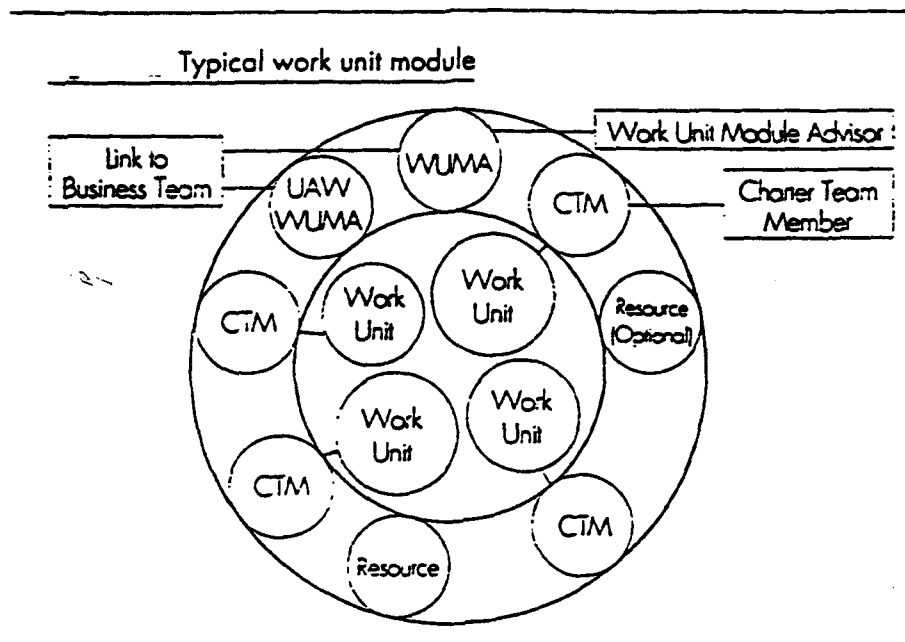 Typical work unit module
Work Unit Module Advisor
Link to
Business Team
WUMA
UAW
WUMA
CTM
Charter Team
Member
CTM
Work
Unit
Work
Unit
Resource
(Optional)
Work
Unit
Work
Unit
CTM
CTM
Resource